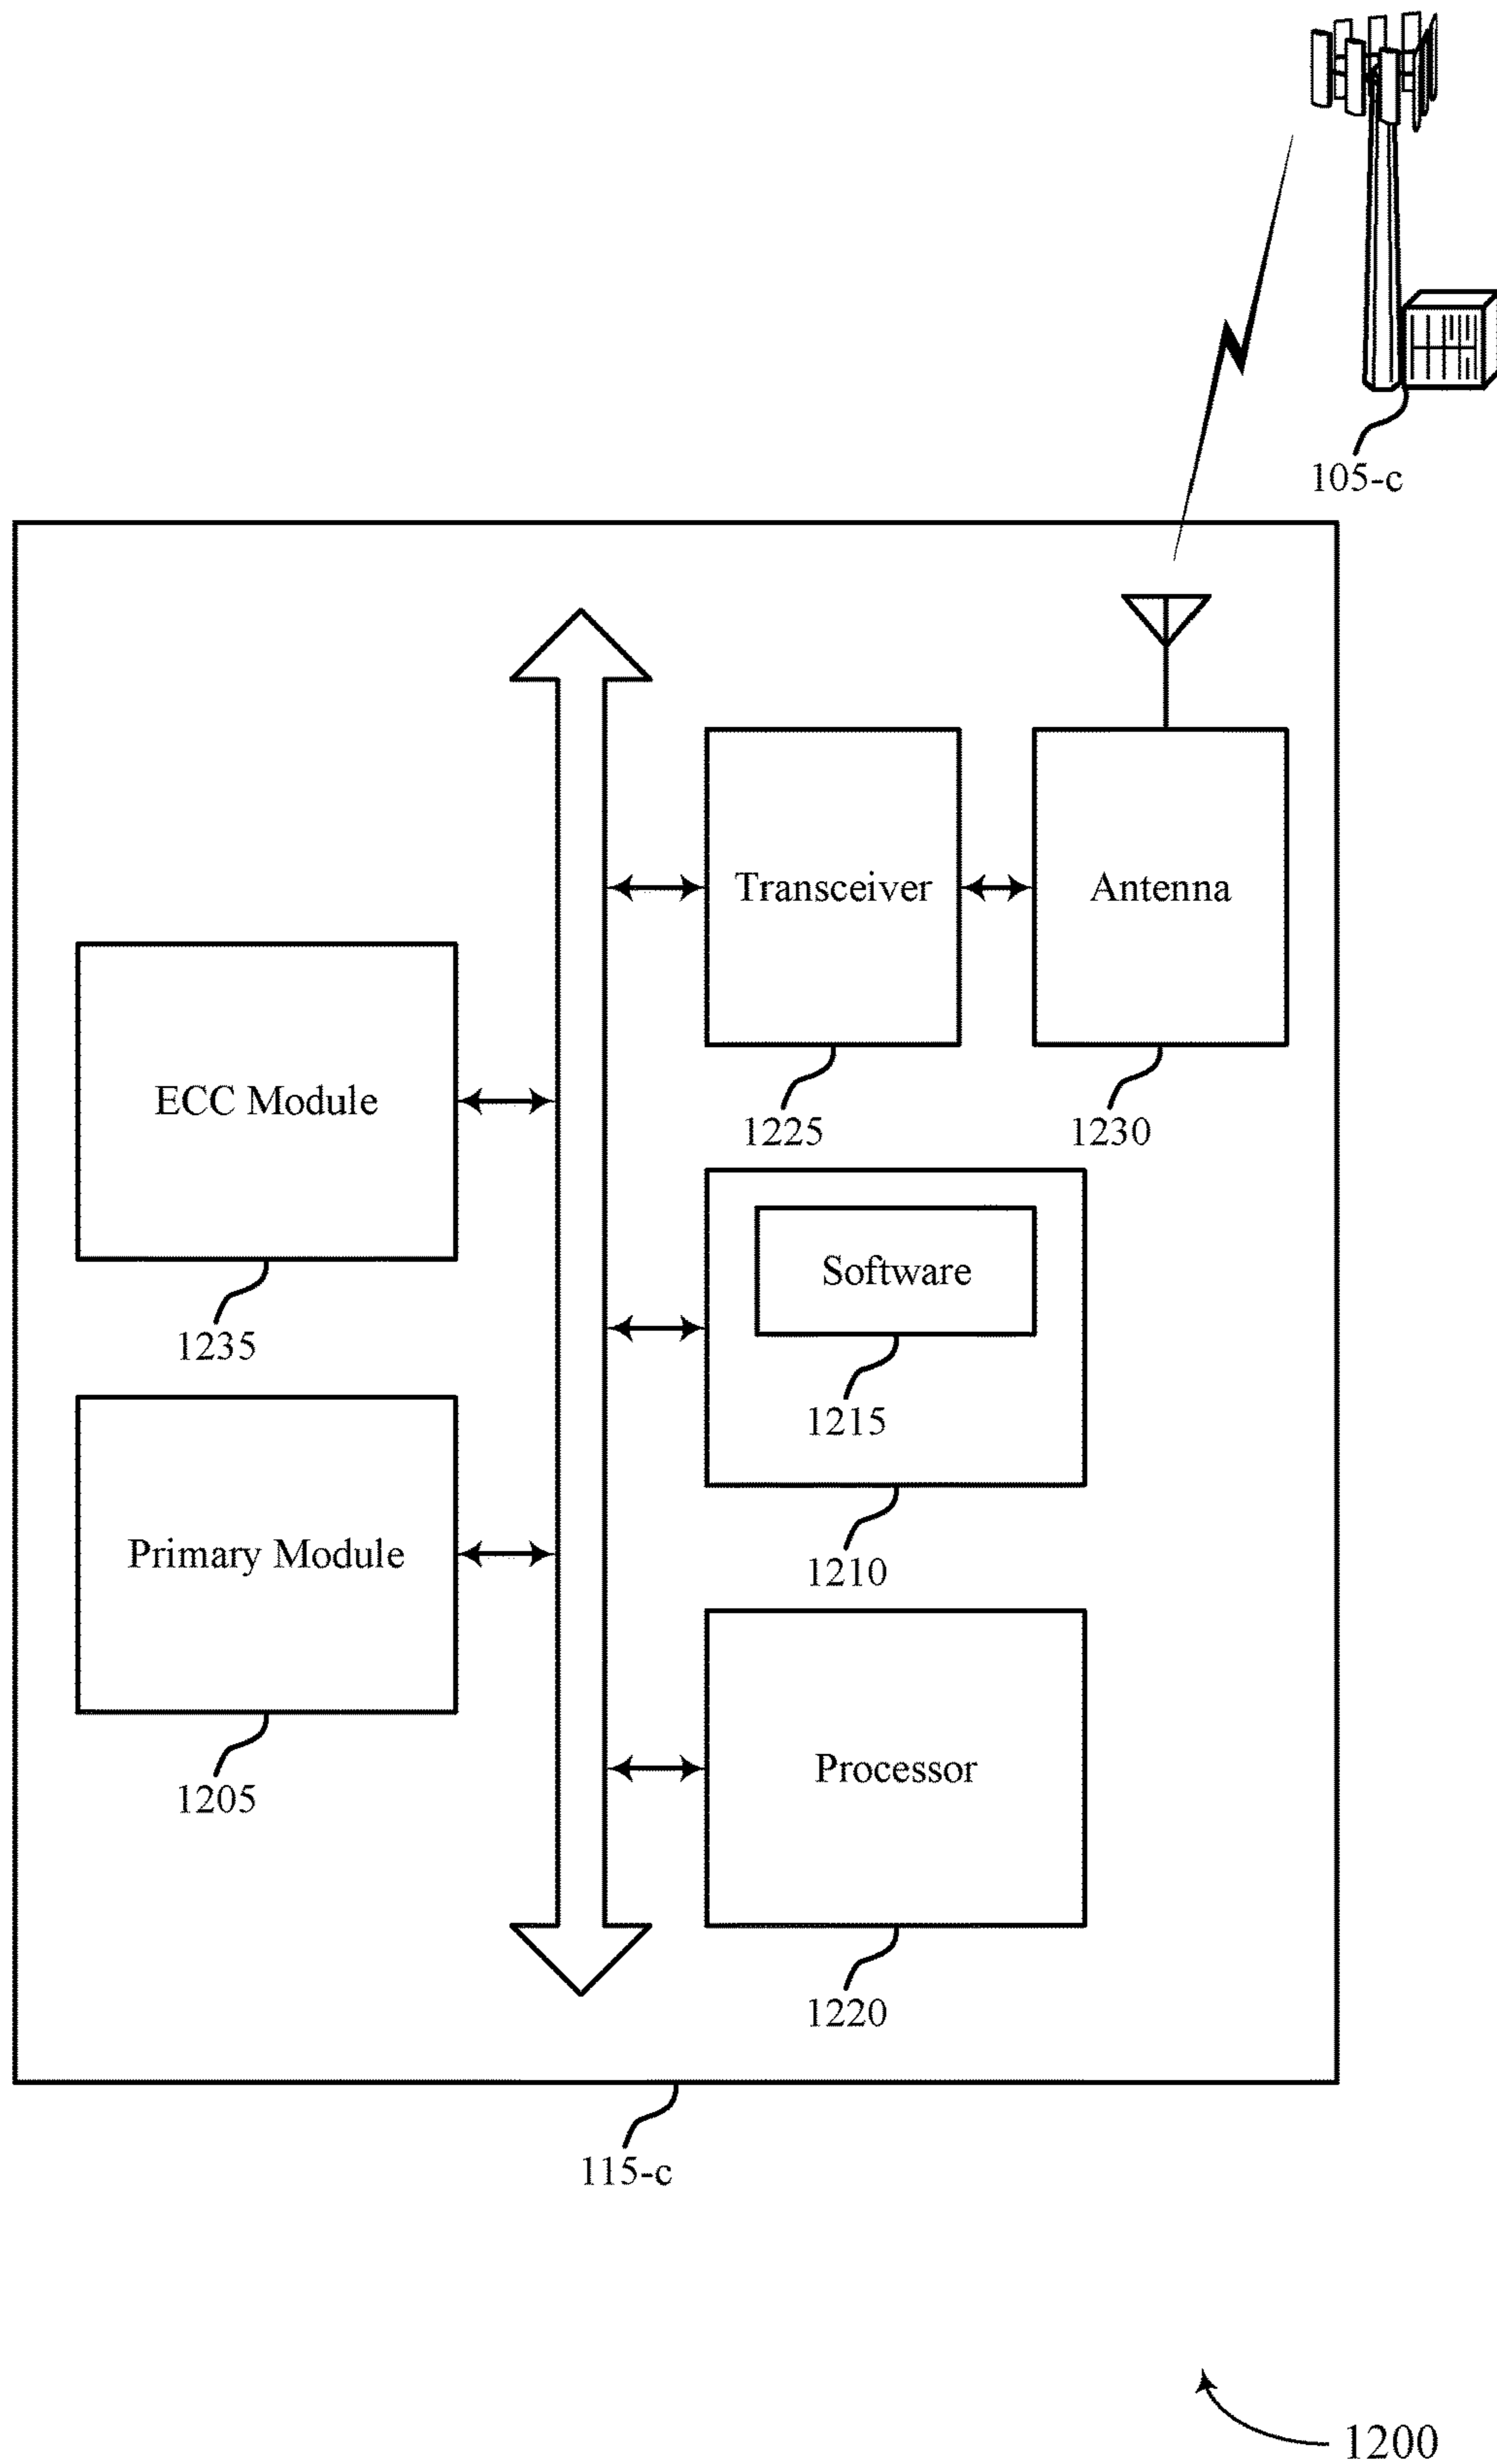 105-c
Transceiver
Antenna
ECC Module
1225
1230
Software
1235
1215
Primary Module
1210
Processor
1205
1220
115-c
1200